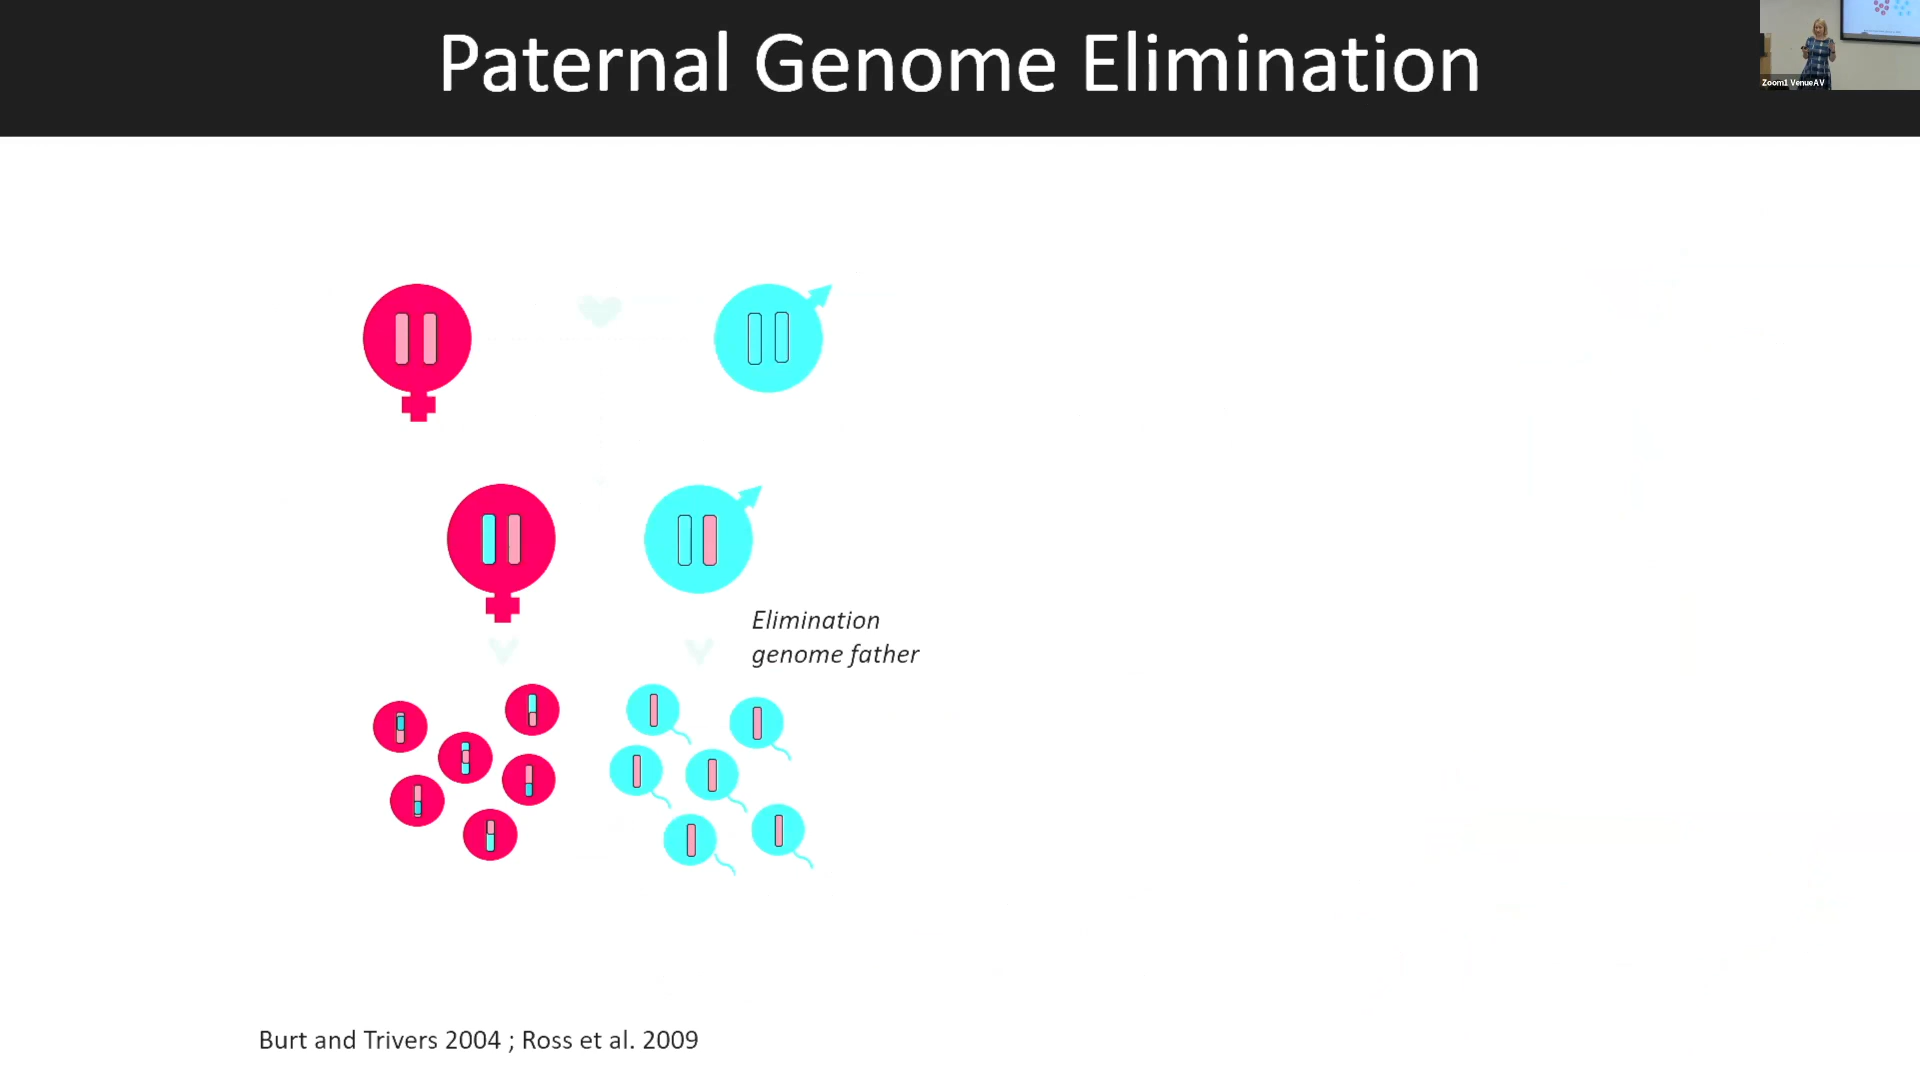 Paternal Genome Elimination
Zoom1 VenueAV
Elimination
genome father
Burt and Trivers 2004 ; Ross et al. 2009